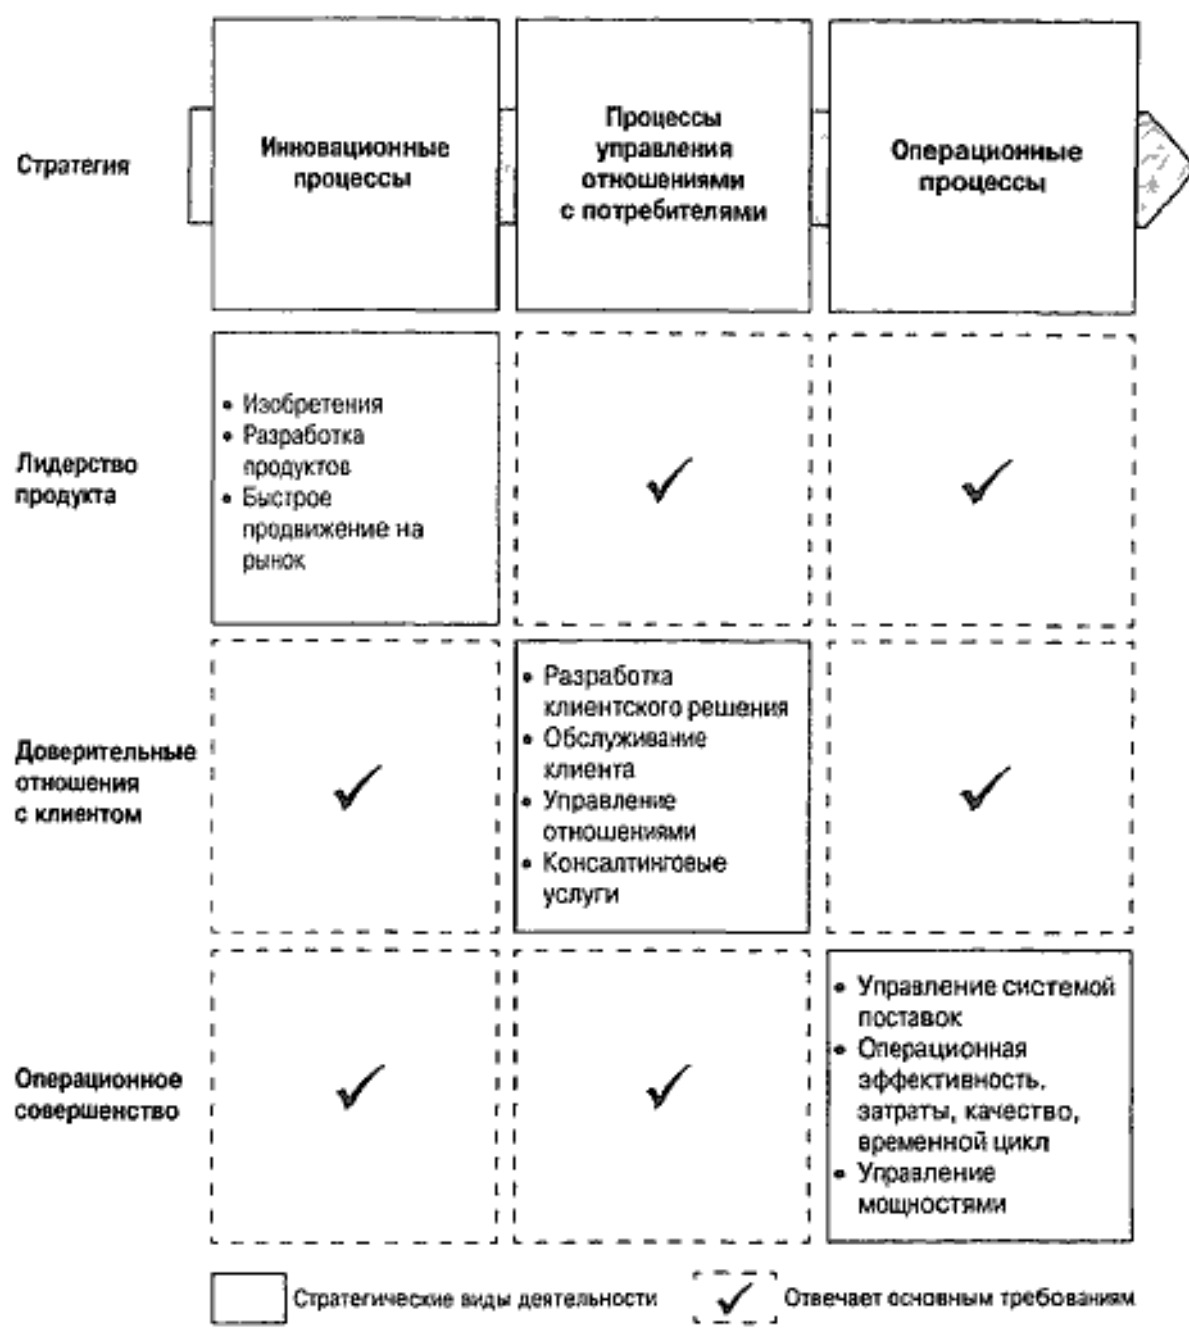 Стратегия
Инновационные
процессы
Процессы
управления
отношениями
с потребителями
Операционные
процессы
Лидерство
продукта
• Изобретения
• Разработка
продуктов
• Быстрое
продвижение на
рынок
Доверительные
отношения
с клиентом
• Разработка
клиентского решения
• Обслуживание
клиента
• Управление
отношениями
• Консалтинговые
услуги
Операционное
совершенство
• Управление системой
поставок
• Операционная
эффективность.
затраты, качество,
временной цикл
• Управление
мощностями
Стратегические виды деятельности
Отвечает основным требованиям